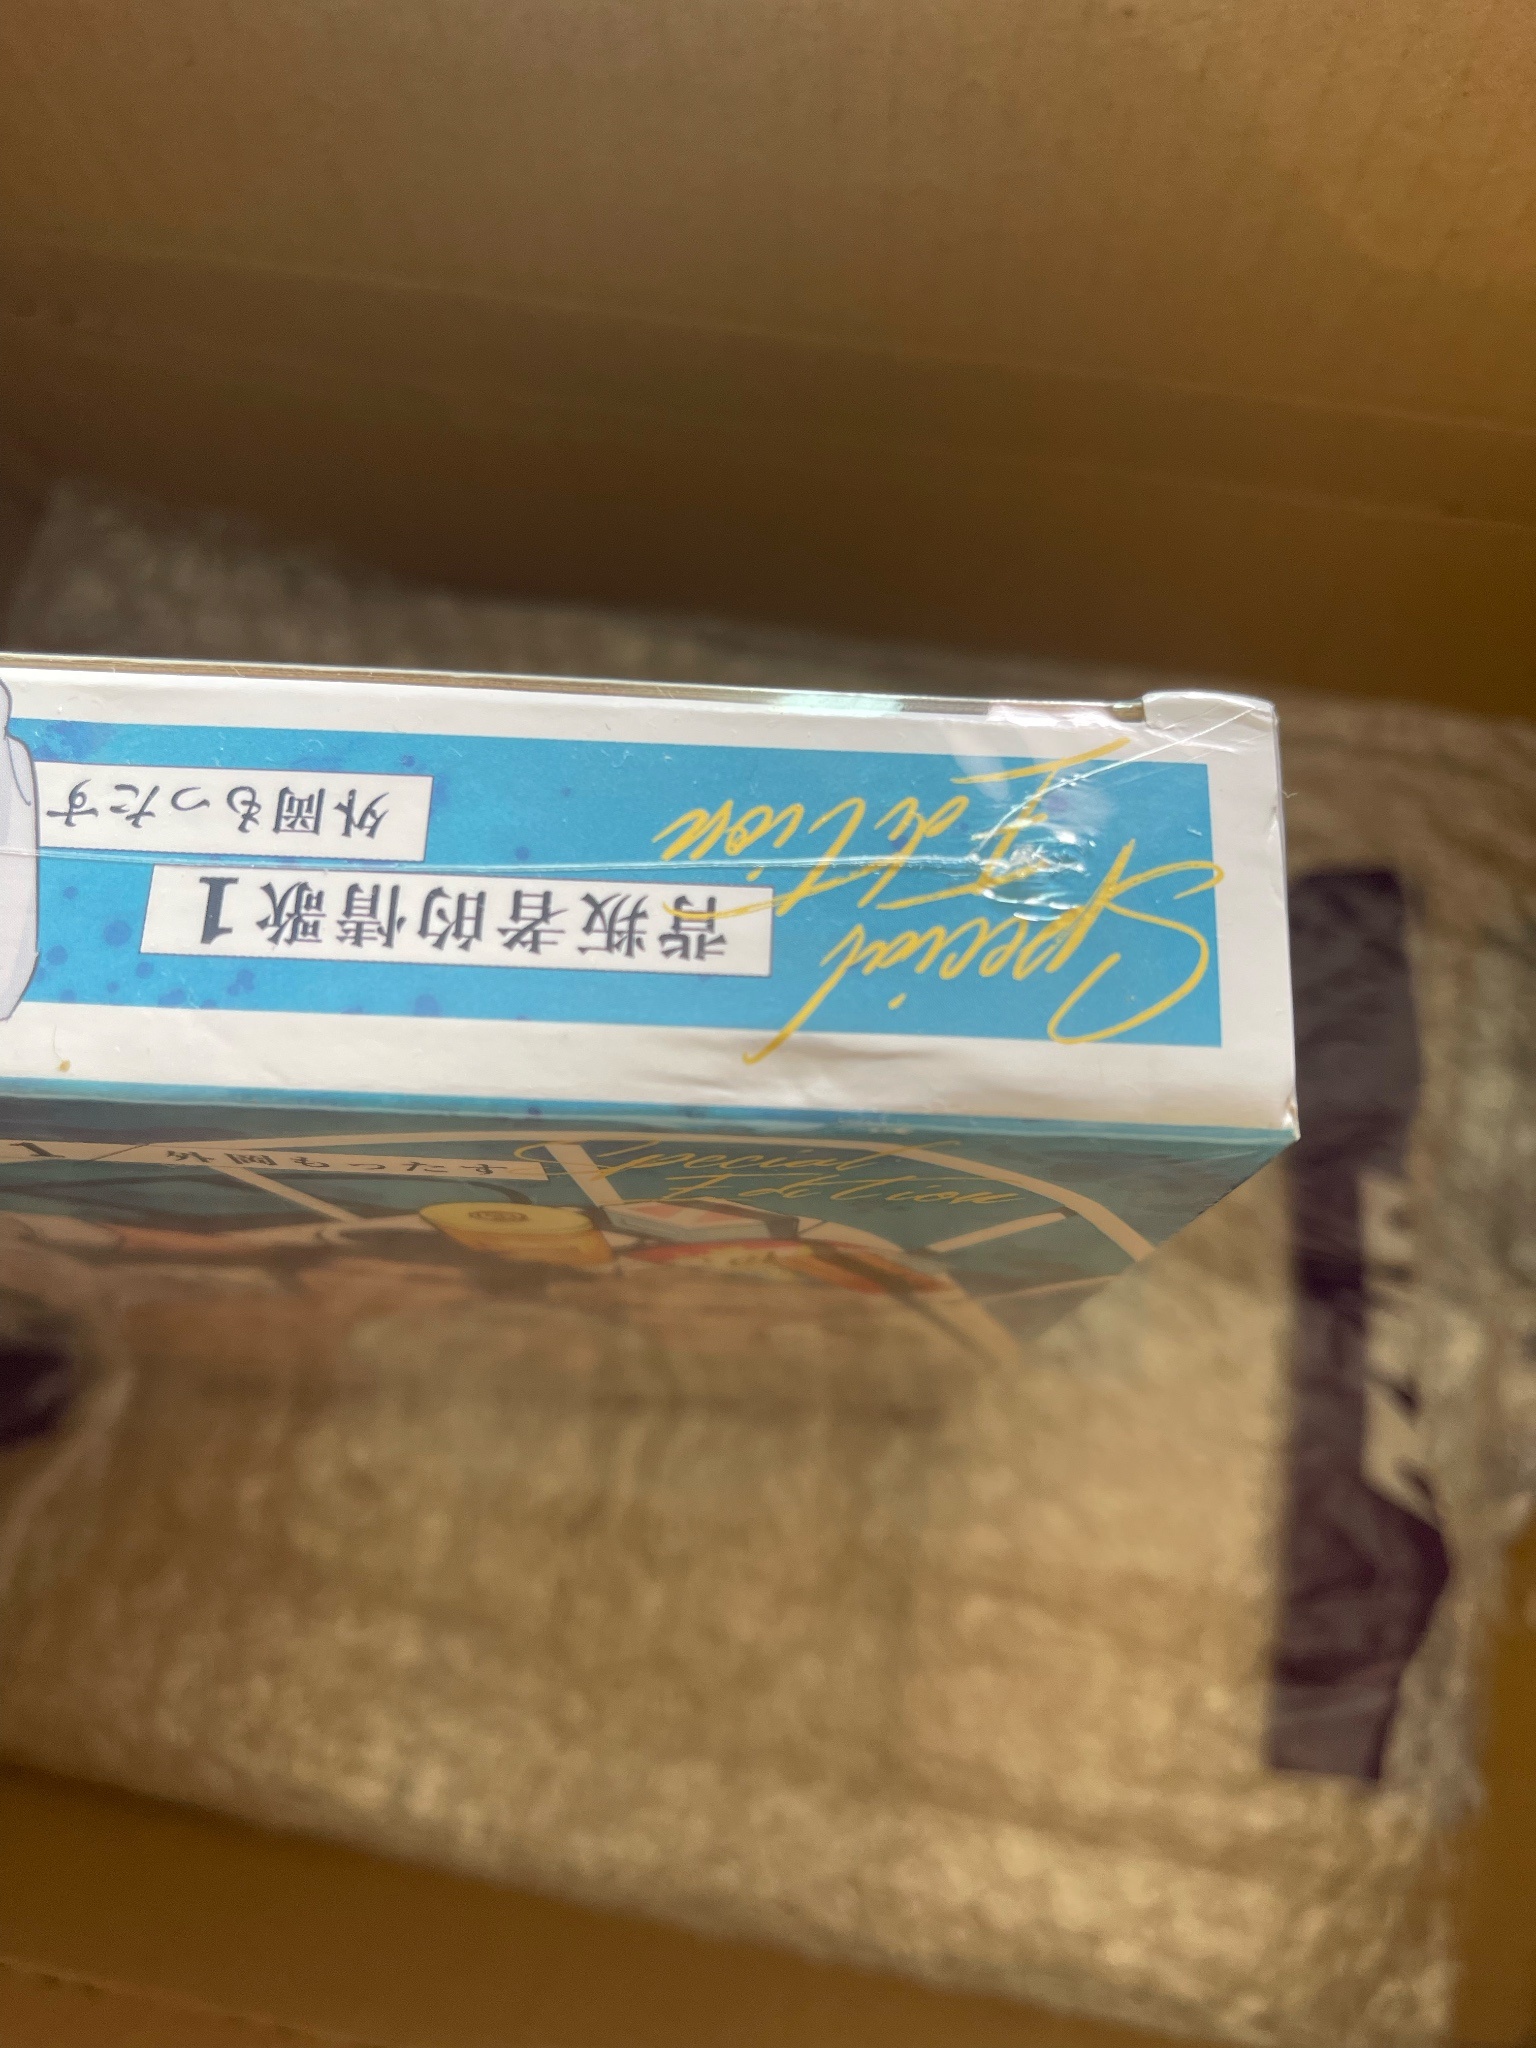 Special
Edition
背叛者的情歌 1
外岡もったす
1
外岡もったす
Special
Edition